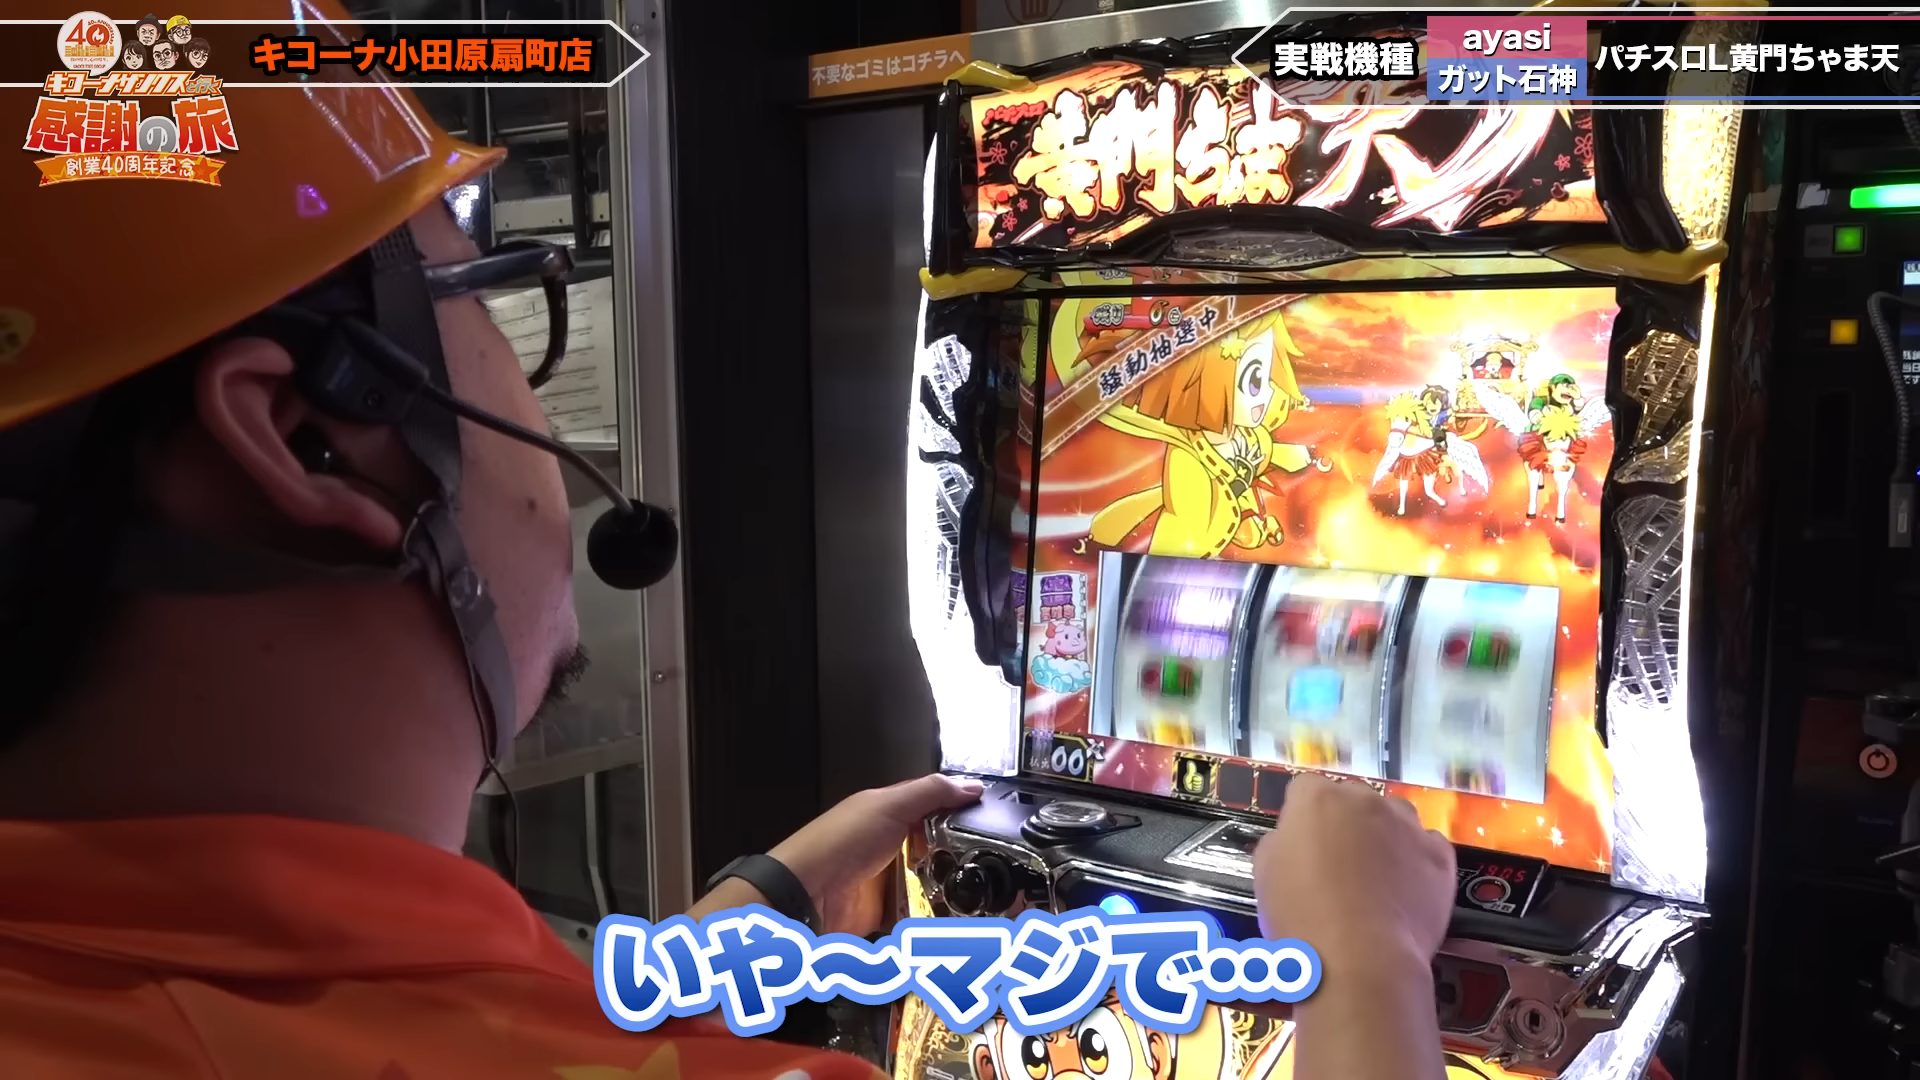 40
キコーナサンクスと行く
感謝の旅
創業40周年記念
キコーナ小田原扇町店
不要なゴミはコチラへ
実戦機種
ayasi
ガット石神
パチスロL黄門ちゃま天
黄門ちゃま天
騒動抽選中!
00
いや～マジで…